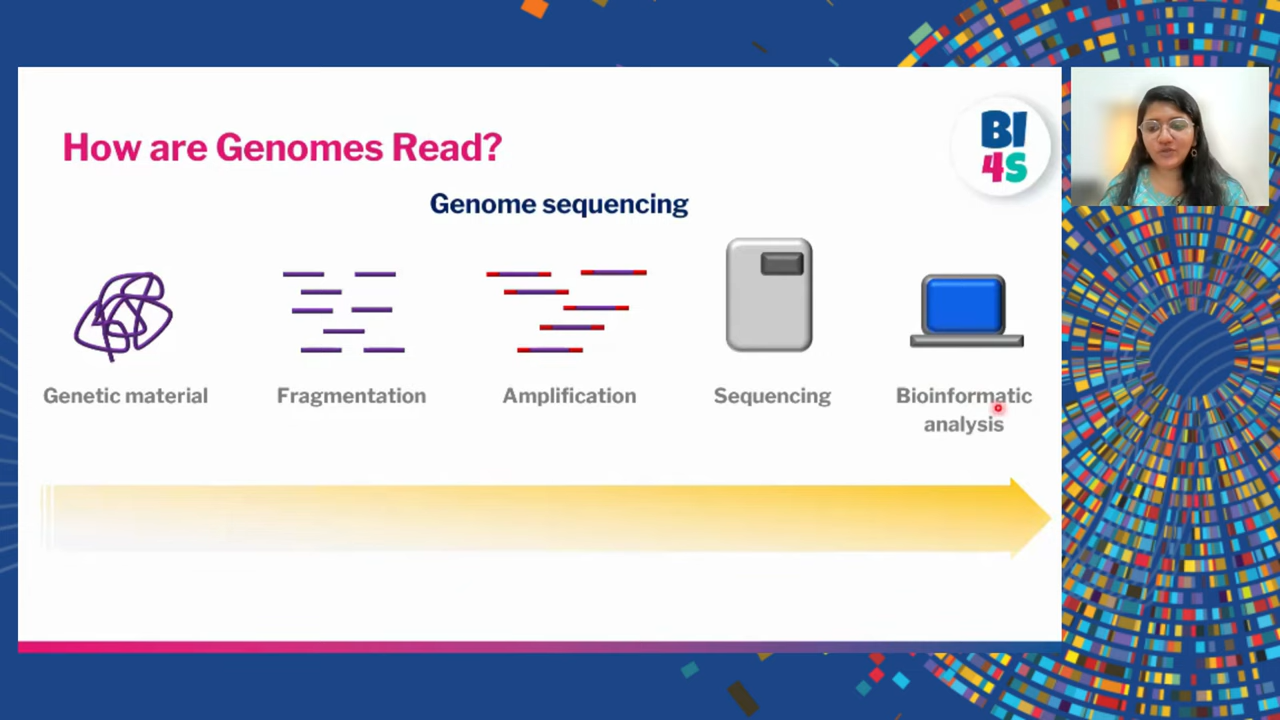 How are Genomes Read?
BI
4S
Genome sequencing
Genetic material
Fragmentation
Amplification
Sequencing
Bioinformatic
analysis